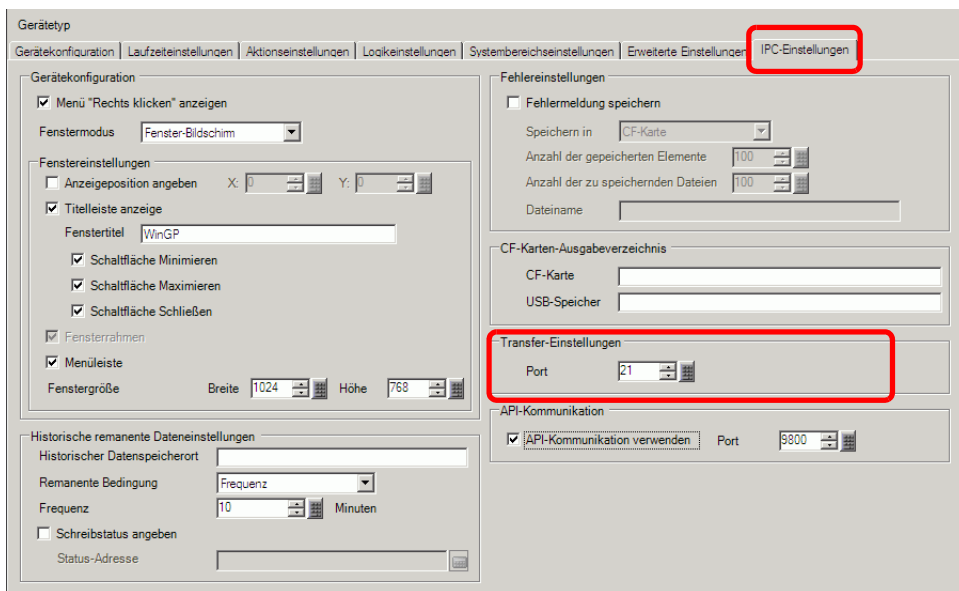 Gerätetyp
Gerätekonfiguration Laufzeiteinstellungen Aktionseinstellungen Logikeinstellungen Systembereichseinstellungen Erweiterte Einstellungen IPC-Einstellungen
Gerätekonfiguration
Menü "Rechts klicken" anzeigen
Fenstermodus Fenster-Bildschim
Fenstereinstellungen
Anzeigeposition angeben X: 0 Y: 0
Titelleiste anzeige
Fenstertitel WinGP
Schaltfläche Minimieren
Schaltfläche Maximieren
Schaltfläche Schließen
Fensterrahmen
Menüleiste
Fenstergröße Breite 1024 Höhe 768
Historische remanente Dateneinstellungen
Historischer Datenspeicherort
Remanente Bedingung Frequenz
Frequenz 10 Minuten
Schreibstatus angeben
Status-Adresse
Fehlereinstellungen
Fehlermeldung speichern
Speichern in CF-Karte
Anzahl der gepeicherten Elemente 100
Anzahl der zu speichernden Dateien 100
Dateiname
CF-Karten-Ausgabeverzeichnis
CF-Karte
USB-Speicher
Transfer-Einstellungen
Port 21
API-Kommunikation
API-Kommunikation verwenden Port 9800